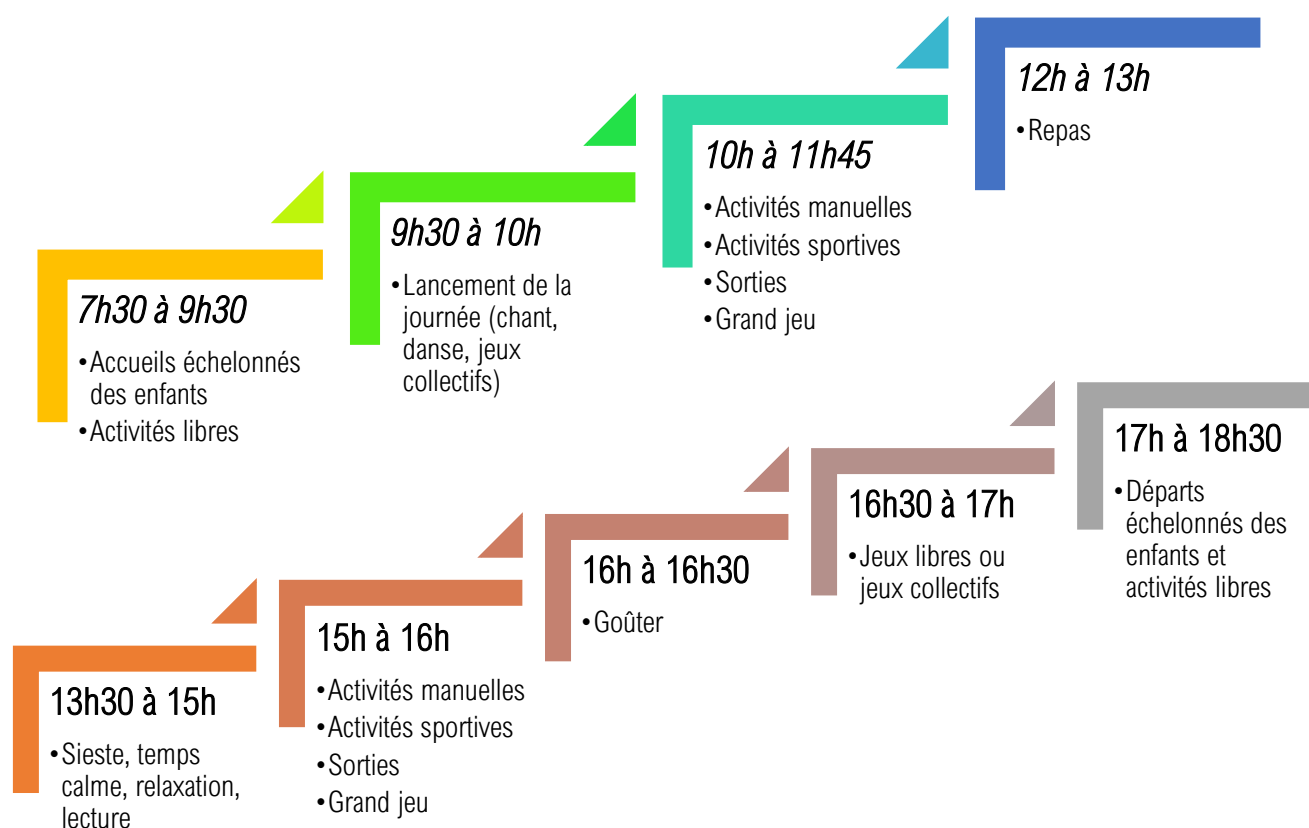 7h30 à 9h30
•Accueils échelonnés
des enfants
•Activités libres
9h30 à 10h
•Lancement de la
journée (chant,
danse, jeux
collectifs)
10h à 11h45
•Activités manuelles
•Activités sportives
•Sorties
•Grand jeu
12h à 13h
•Repas
13h30 à 15h
•Sieste, temps
calme, relaxation,
lecture
15h à 16h
•Activités manuelles
•Activités sportives
•Sorties
•Grand jeu
16h à 16h30
•Goûter
16h30 à 17h
•Jeux libres ou
jeux collectifs
17h à 18h30
•Départs
échelonnés des
enfants et
activités libres